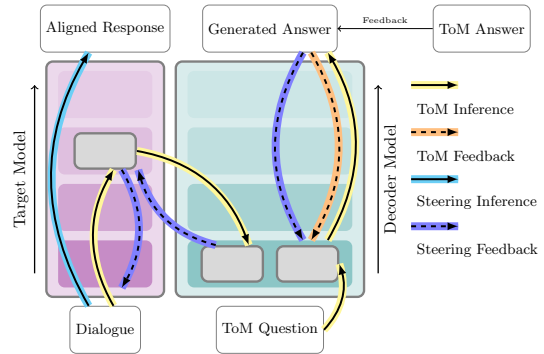 Aligned Response
Generated Answer
Feedback
ToM Answer
Target Model
Decoder Model
ToM Inference
ToM Feedback
Steering Inference
Steering Feedback
Dialogue
ToM Question